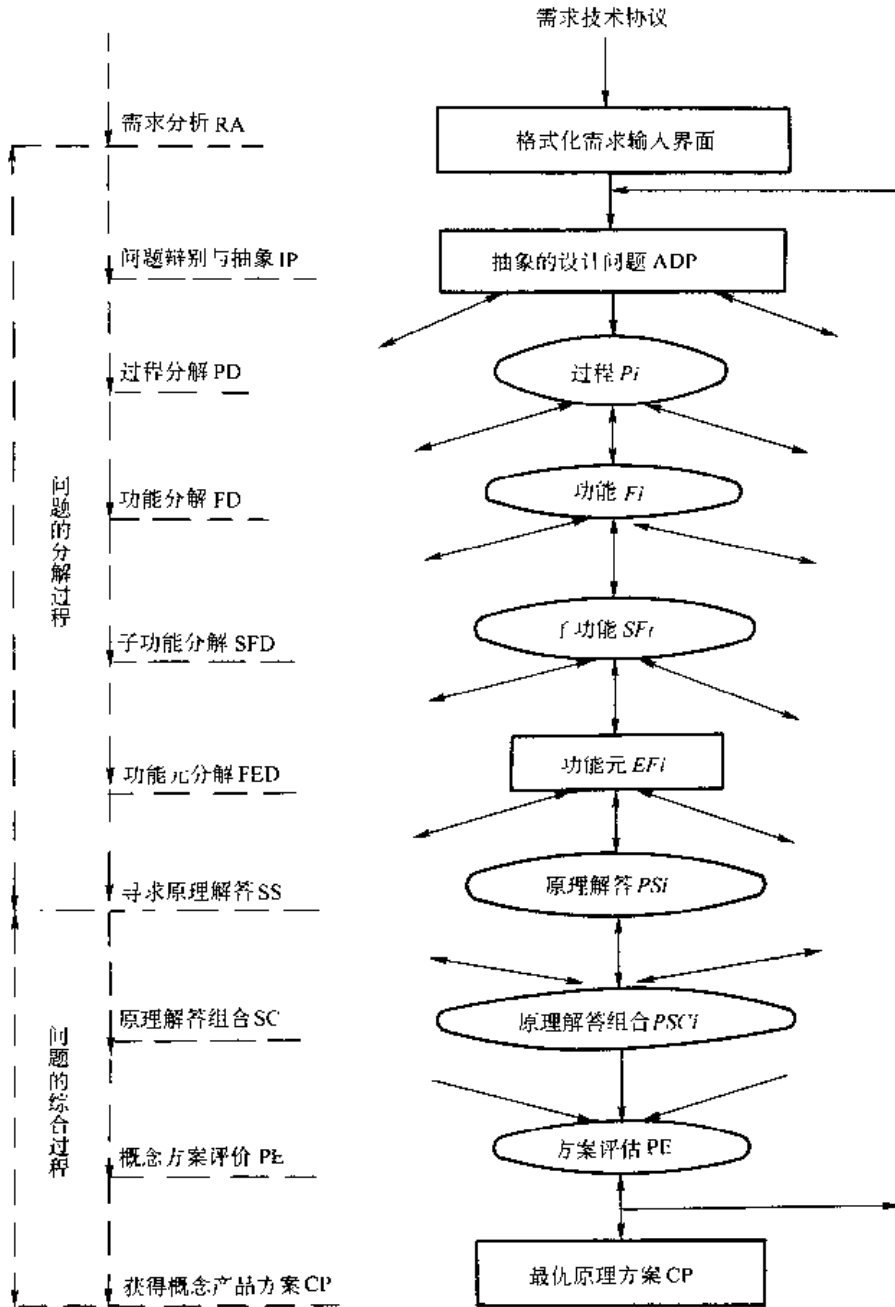 需求技术协议
需求分析 RA
格式化需求输入界面
问题辩别与抽象 IP
抽象的设计问题 ADP
过程分解 PD
过程 Pi
功能分解 FD
功能 Fi
问题的分解过程
子功能分解 SFD
子功能 SFi
功能元分解 FED
功能元 EFi
寻求原理解答 SS
原理解答 PSi
原理解答组合 SC
原理解答组合 PSCi
问题的综合过程
概念方案评价 PE
方案评估 PE
获得概念产品方案 CP
最优原理方案 CP